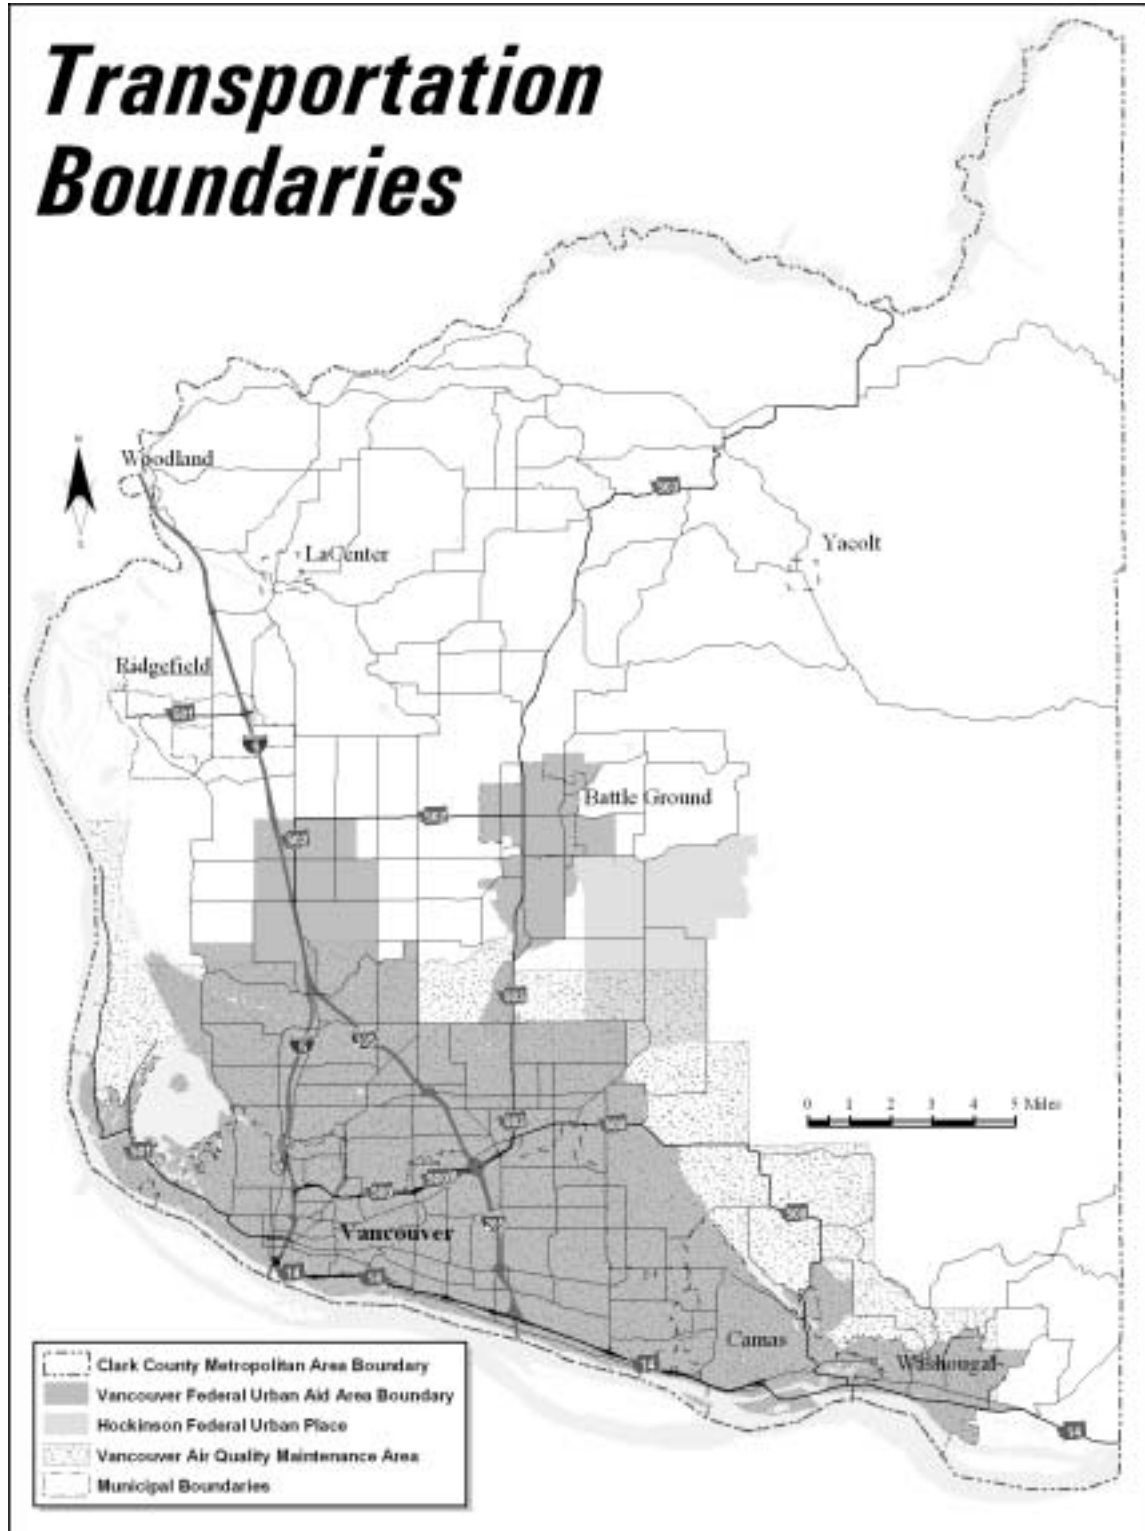 Transportation
Boundaries
Woodland
LaCenter
Yacolt
Ridgefield
Battle Ground
0 1 2 3 4 5 Miles
Vancouver
Camas
Washougal
14
Clark County Metropolitan Area Boundary
Vancouver Federal Urban Aid Area Boundary
Hockinson Federal Urban Place
Vancouver Air Quality Maintenance Area
Municipal Boundaries